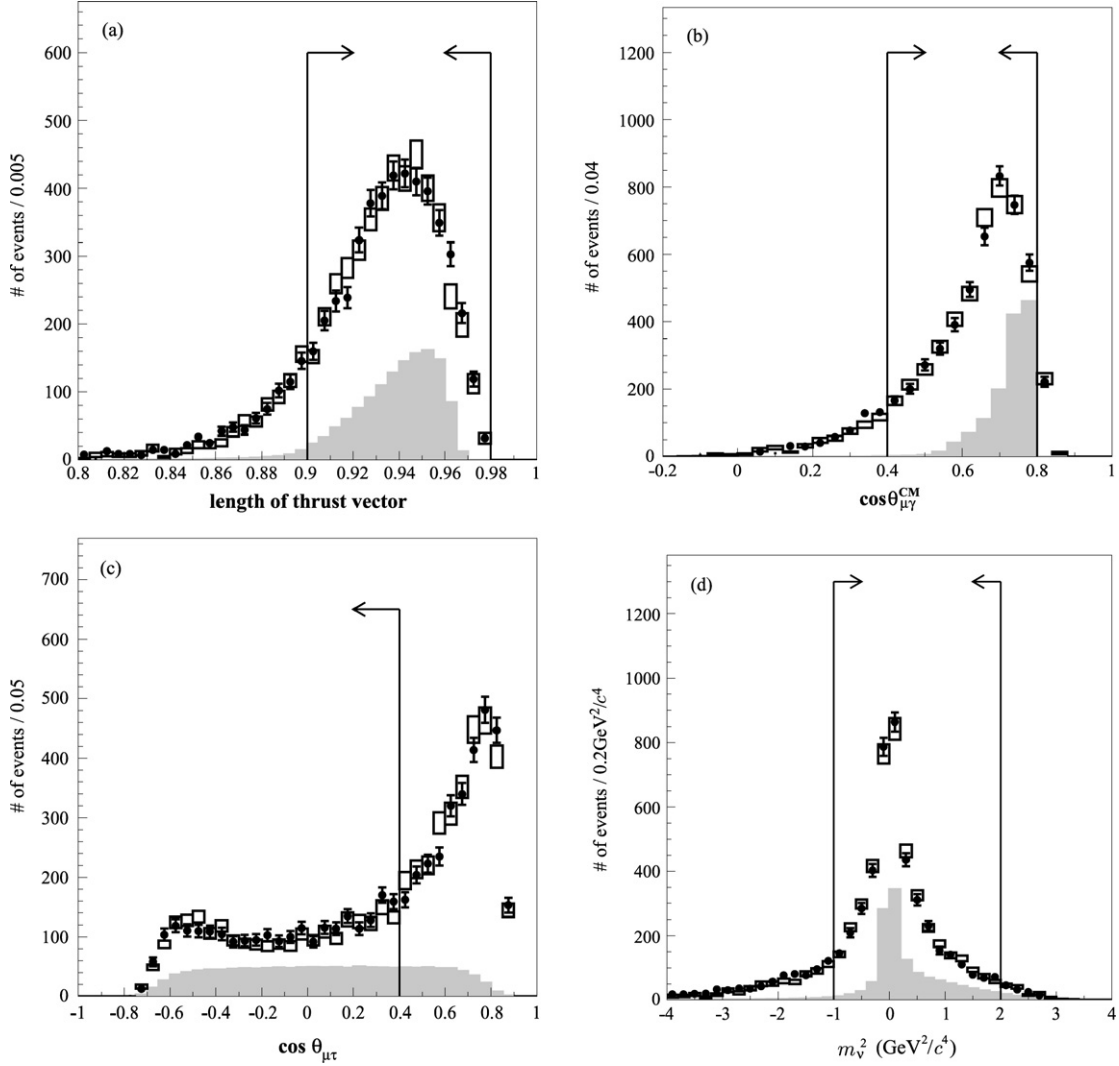 (a)
# of events / 0.005
600
500
400
300
200
100
0
0.8 0.82 0.84 0.86 0.88 0.9 0.92 0.94 0.96 0.98 1
length of thrust vector
(b)
# of events / 0.04
1200
1000
800
600
400
200
0
-0.2 0 0.2 0.4 0.6 0.8 1
cosθ^CM_μγ
(c)
# of events / 0.05
700
600
500
400
300
200
100
0
-1 -0.8 -0.6 -0.4 -0.2 0 0.2 0.4 0.6 0.8 1
cos θ_μτ
(d)
# of events / 0.2GeV²/c⁴
1200
1000
800
600
400
200
0
-4 -3 -2 -1 0 1 2 3 4
m_ν² (GeV²/c⁴)